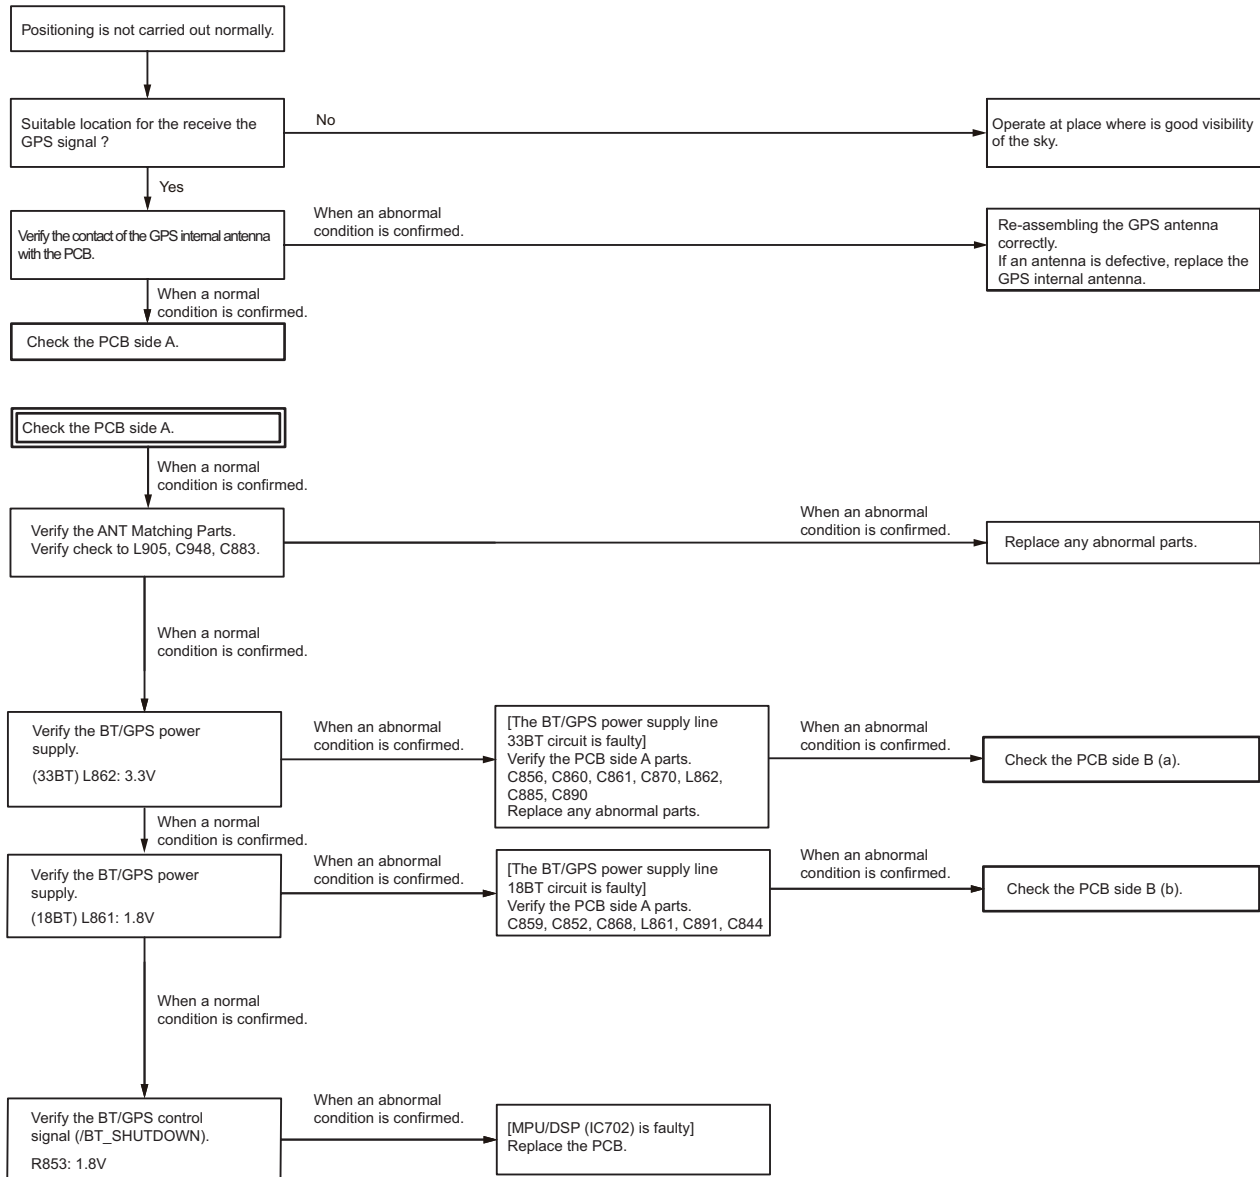 Positioning is not carried out normally.
Suitable location for the receive the
GPS signal ?
No
Operate at place where is good visibility
of the sky.
Yes
Verify the contact of the GPS internal antenna
with the PCB.
When an abnormal
condition is confirmed.
Re-assembling the GPS antenna
correctly.
If an antenna is defective, replace the
GPS internal antenna.
When a normal
condition is confirmed.
Check the PCB side A.
Check the PCB side A.
When a normal
condition is confirmed.
Verify the ANT Matching Parts.
Verify check to L905, C948, C883.
When an abnormal
condition is confirmed.
Replace any abnormal parts.
When a normal
condition is confirmed.
Verify the BT/GPS power
supply.
(33BT) L862: 3.3V
When an abnormal
condition is confirmed.
[The BT/GPS power supply line
33BT circuit is faulty]
Verify the PCB side A parts.
C856, C860, C861, C870, L862,
C885, C890
Replace any abnormal parts.
When an abnormal
condition is confirmed.
Check the PCB side B (a).
When a normal
condition is confirmed.
Verify the BT/GPS power
supply.
(18BT) L861: 1.8V
When an abnormal
condition is confirmed.
[The BT/GPS power supply line
18BT circuit is faulty]
Verify the PCB side A parts.
C859, C852, C868, L861, C891, C844
When an abnormal
condition is confirmed.
Check the PCB side B (b).
When a normal
condition is confirmed.
Verify the BT/GPS control
signal (/BT_SHUTDOWN).
R853: 1.8V
When an abnormal
condition is confirmed.
[MPU/DSP (IC702) is faulty]
Replace the PCB.